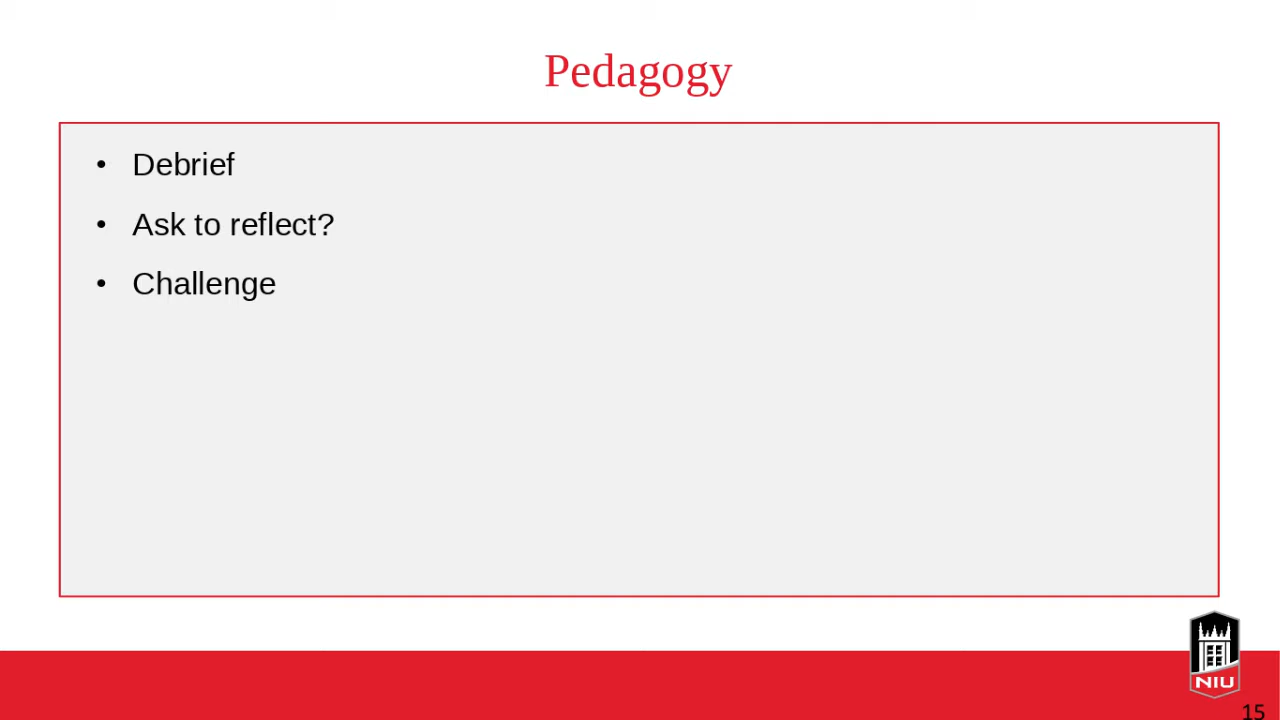 Pedagogy
• Debrief
• Ask to reflect?
• Challenge
NIU
15